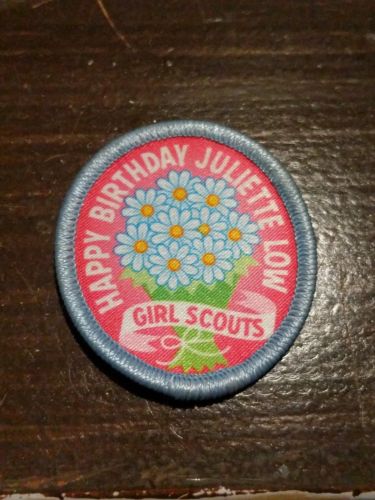 HAPPY BIRTHDAY JULIETTE LOW
GIRL SCOUTS